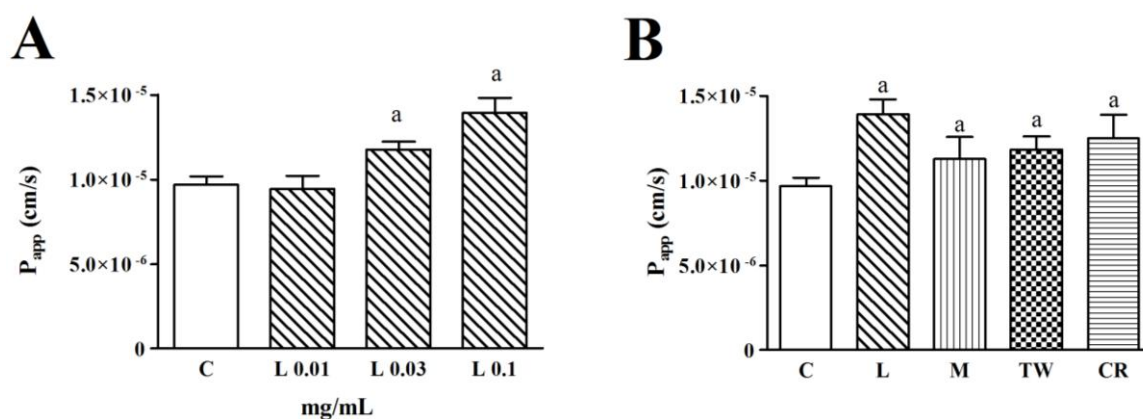 A
P_app (cm/s)
1.5×10⁻⁵
1.0×10⁻⁵
5.0×10⁻⁶
0
a
a
C
L 0.01
L 0.03
L 0.1
mg/mL
B
P_app (cm/s)
1.5×10⁻⁵
1.0×10⁻⁵
5.0×10⁻⁶
0
a
a
a
a
C
L
M
TW
CR